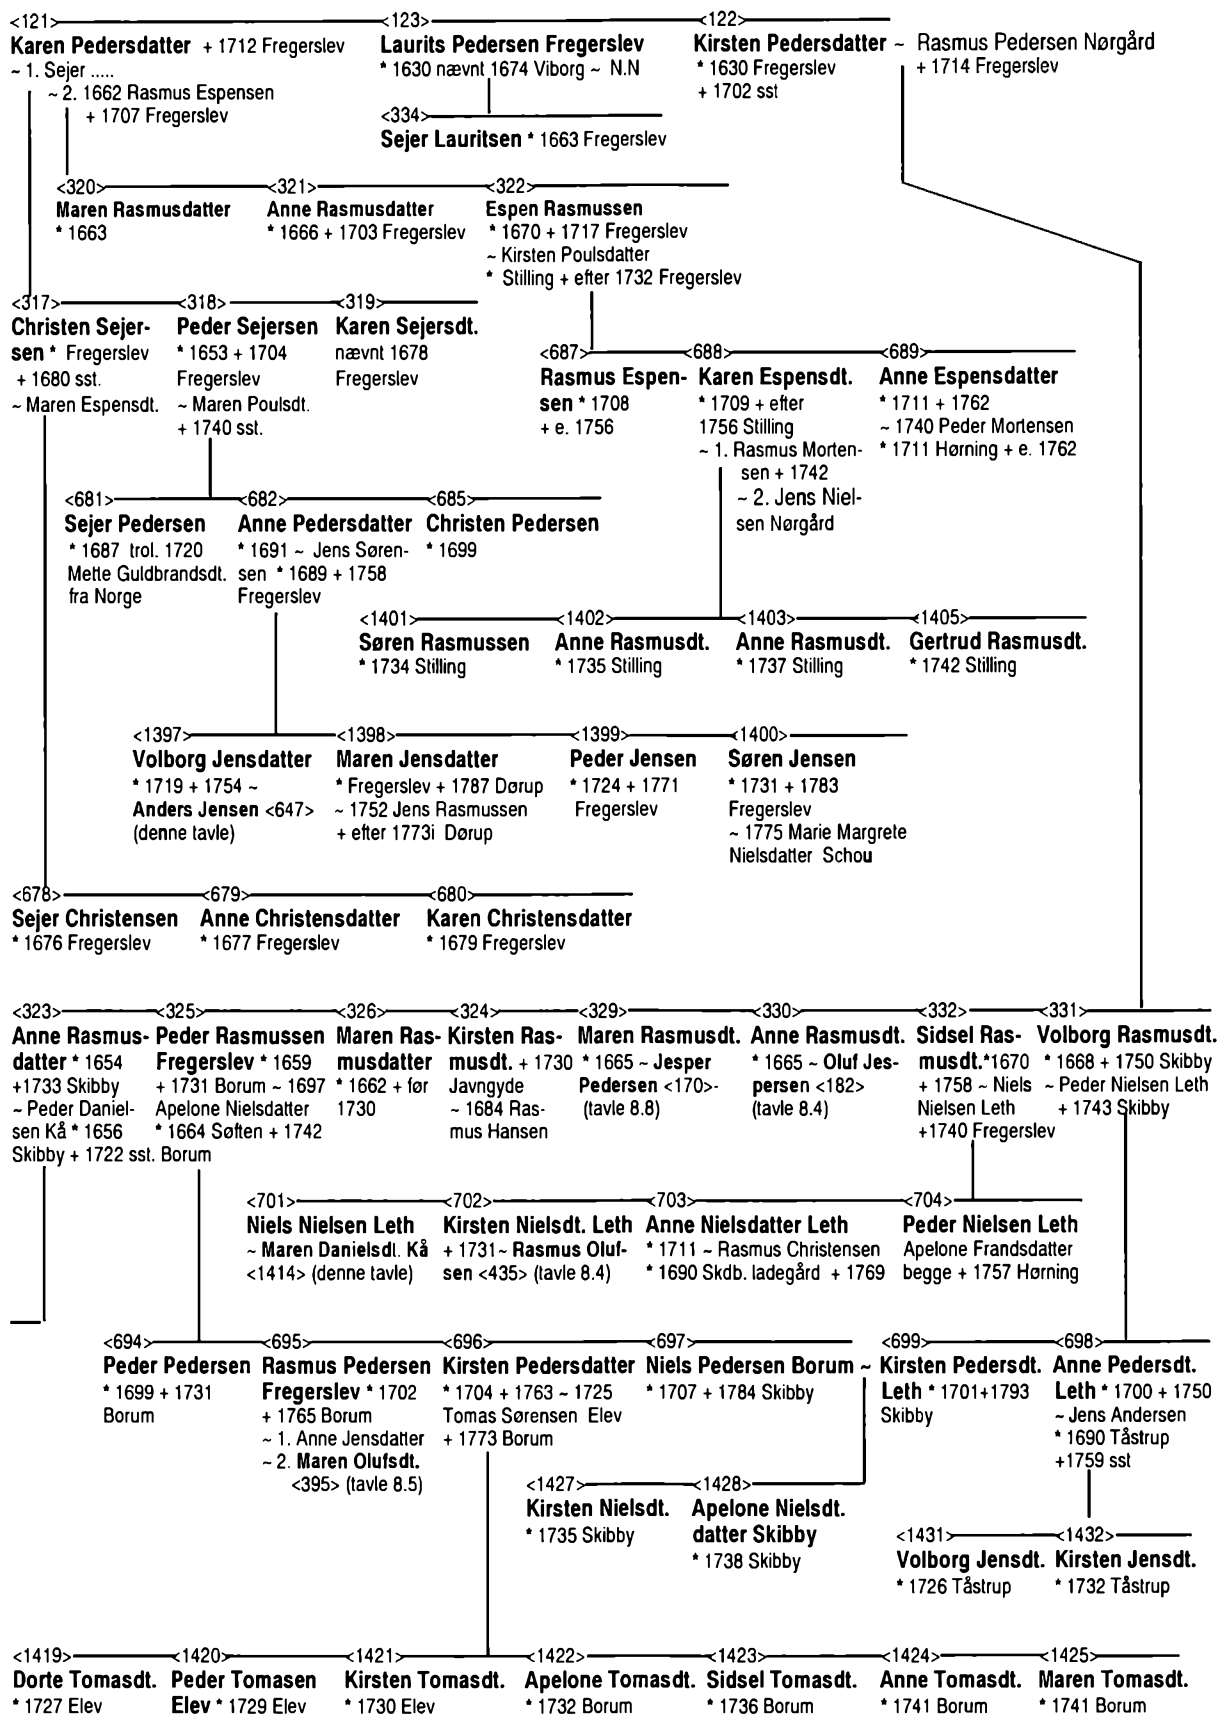 <121> <123> <122>
Karen Pedersdatter + 1712 Fregerslev
~ 1. Sejer .....
~ 2. 1662 Rasmus Espensen
+ 1707 Fregerslev
Laurits Pedersen Fregerslev
* 1630 nævnt 1674 Viborg ~ N.N
Kirsten Pedersdatter ~ Rasmus Pedersen Nørgård
* 1630 Fregerslev
+ 1702 sst
+ 1714 Fregerslev
<334>
Sejer Lauritsen * 1663 Fregerslev
<320> <321> <322>
Maren Rasmusdatter
* 1663
Anne Rasmusdatter
* 1666 + 1703 Fregerslev
Espen Rasmussen
* 1670 + 1717 Fregerslev
~ Kirsten Poulsdatter
* Stilling + efter 1732 Fregerslev
<317> <318> <319>
Christen Sejer-
sen * Fregerslev
+ 1680 sst.
~ Maren Espensdt.
Peder Sejersen
* 1653 + 1704
Fregerslev
~ Maren Poulsdt.
+ 1740 sst.
Karen Sejersdt.
nævnt 1678
Fregerslev
<687> <688> <689>
Rasmus Espen-
sen * 1708
+ e. 1756
Karen Espensdt.
* 1709 + efter
1756 Stilling
~ 1. Rasmus Morten-
sen + 1742
~ 2. Jens Niel-
sen Nørgård
Anne Espensdatter
* 1711 + 1762
~ 1740 Peder Mortensen
* 1711 Hørning + e. 1762
<681> <682> <685>
Sejer Pedersen
* 1687 trol. 1720
Mette Guldbrandsdt.
fra Norge
Anne Pedersdatter
* 1691 ~ Jens Søren-
sen * 1689 + 1758
Fregerslev
Christen Pedersen
* 1699
<1401> <1402> <1403> <1405>
Søren Rasmussen
* 1734 Stilling
Anne Rasmusdt.
* 1735 Stilling
Anne Rasmusdt.
* 1737 Stilling
Gertrud Rasmusdt.
* 1742 Stilling
<1397> <1398> <1399> <1400>
Volborg Jensdatter
* 1719 + 1754 ~
Anders Jensen <647>
(denne tavle)
Maren Jensdatter
* Fregerslev + 1787 Dørup
~ 1752 Jens Rasmussen
+ efter 1773i Dørup
Peder Jensen
* 1724 + 1771
Fregerslev
Søren Jensen
* 1731 + 1783
Fregerslev
~ 1775 Marie Margrete
Nielsdatter Schou
<678> <679> <680>
Sejer Christensen
* 1676 Fregerslev
Anne Christensdatter
* 1677 Fregerslev
Karen Christensdatter
* 1679 Fregerslev
<323> <325> <326> <324> <329> <330> <332> <331>
Anne Rasmus-
datter * 1654
+1733 Skibby
~ Peder Daniel-
sen Kå * 1656
Skibby + 1722 sst.
Peder Rasmussen
Fregerslev * 1659
+ 1731 Borum ~ 1697
Apelone Nielsdatter
* 1664 Søften + 1742
Borum
Maren Ras-
musdatter
* 1662 + før
1730
Kirsten Ras-
musdt. + 1730
Javngyde
~ 1684 Ras-
mus Hansen
Maren Rasmusdt.
* 1665 ~ Jesper
Pedersen <170>-
(tavle 8.8)
Anne Rasmusdt.
* 1665 ~ Oluf Jes-
persen <182>
(tavle 8.4)
Sidsel Ras-
musdt.*1670
+ 1758 ~ Niels
Nielsen Leth
+1740 Fregerslev
Volborg Rasmusdt.
* 1668 + 1750 Skibby
~ Peder Nielsen Leth
+ 1743 Skibby
<701> <702> <703> <704>
Niels Nielsen Leth
~ Maren Danielsdt. Kå
<1414> (denne tavle)
Kirsten Nielsdt. Leth
+ 1731~ Rasmus Oluf-
sen <435> (tavle 8.4)
Anne Nielsdatter Leth
* 1711 ~ Rasmus Christensen
* 1690 Skdb. ladegård + 1769
Peder Nielsen Leth
Apelone Frandsdatter
begge + 1757 Hørning
<694> <695> <696> <697> <699> <698>
Peder Pedersen
* 1699 + 1731
Borum
Rasmus Pedersen
Fregerslev * 1702
+ 1765 Borum
~ 1. Anne Jensdatter
~ 2. Maren Olufsdt.
<395> (tavle 8.5)
Kirsten Pedersdatter
* 1704 + 1763 ~ 1725
Tomas Sørensen Elev
+ 1773 Borum
Niels Pedersen Borum ~
* 1707 + 1784 Skibby
Kirsten Pedersdt.
Leth * 1701+1793
Skibby
Anne Pedersdt.
Leth * 1700 + 1750
~ Jens Andersen
* 1690 Tåstrup
+1759 sst
<1427> <1428>
Kirsten Nielsdt.
* 1735 Skibby
Apelone Nielsdt.
datter Skibby
* 1738 Skibby
<1431> <1432>
Volborg Jensdt.
* 1726 Tåstrup
Kirsten Jensdt.
* 1732 Tåstrup
<1419> <1420> <1421> <1422> <1423> <1424> <1425>
Dorte Tomasdt.
* 1727 Elev
Peder Tomasen
Elev * 1729 Elev
Kirsten Tomasdt.
* 1730 Elev
Apelone Tomasdt.
* 1732 Borum
Sidsel Tomasdt.
* 1736 Borum
Anne Tomasdt.
* 1741 Borum
Maren Tomasdt.
* 1741 Borum